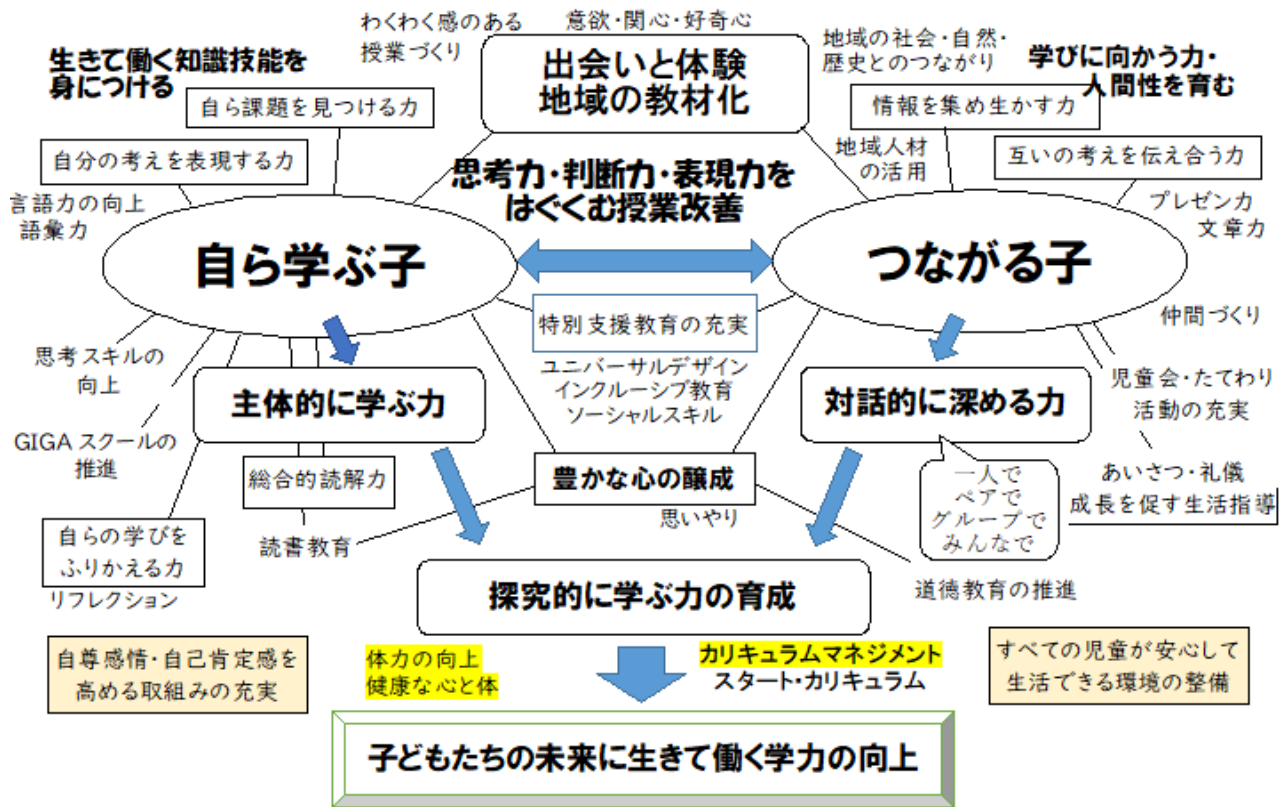 わくわく感のある
授業づくり
意欲・関心・好奇心
地域の社会・自然・
歴史とのつながり
生きて働く知識技能を
身につける
出会いと体験
地域の教材化
学びに向かう力・
人間性を育む
自ら課題を見つける力
情報を集め生かす力
自分の考えを表現する力
地域人材
の活用
互いの考えを伝え合う力
思考力・判断力・表現力を
はぐくむ授業改善
言語力の向上
語彙力
プレゼン力
文章力
自ら学ぶ子
つながる子
特別支援教育の充実
仲間づくり
思考スキルの
向上
ユニバーサルデザイン
インクルーシブ教育
ソーシャルスキル
児童会・たてわり
活動の充実
主体的に学ぶ力
対話的に深める力
GIGAスクールの
推進
総合的読解力
豊かな心の醸成
思いやり
一人で
ペアで
グループで
みんなで
あいさつ・礼儀
成長を促す生活指導
自らの学びを
ふりかえる力
リフレクション
読書教育
道徳教育の推進
探究的に学ぶ力の育成
自尊感情・自己肯定感を
高める取組みの充実
体力の向上
健康な心と体
カリキュラムマネジメント
スタート・カリキュラム
すべての児童が安心して
生活できる環境の整備
子どもたちの未来に生きて働く学力の向上